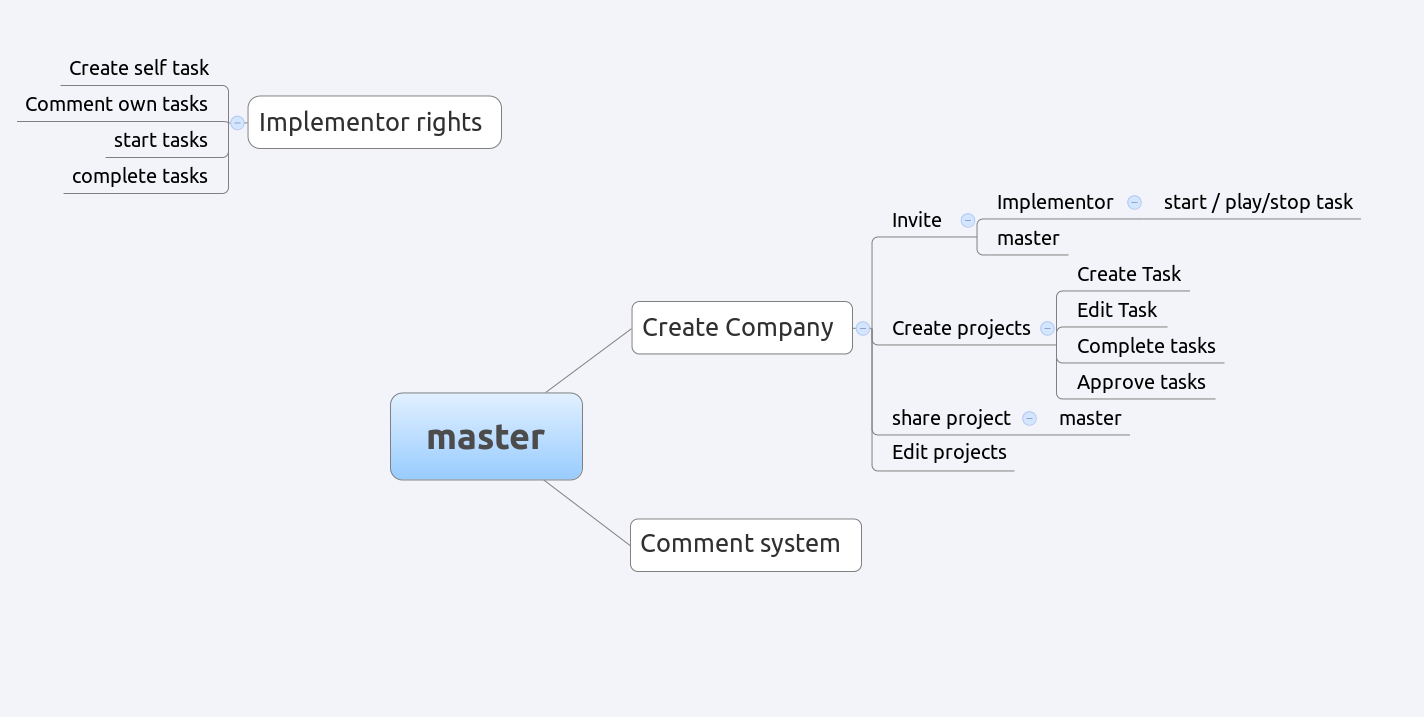 Create self task
Comment own tasks
start tasks
complete tasks
Implementor rights
master
Create Company
Invite
Implementor
start / play/stop task
master
Create projects
Create Task
Edit Task
Complete tasks
Approve tasks
share project
master
Edit projects
Comment system